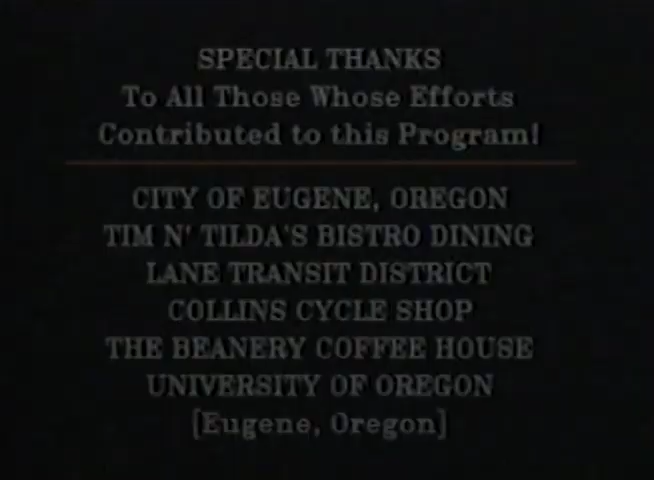 SPECIAL THANKS
To All Those Whose Efforts
Contributed to this Program!
CITY OF EUGENE, OREGON
TIM N' TILDA'S BISTRO DINING
LANE TRANSIT DISTRICT
COLLINS CYCLE SHOP
THE BEANERY COFFEE HOUSE
UNIVERSITY OF OREGON
[Eugene, Oregon]